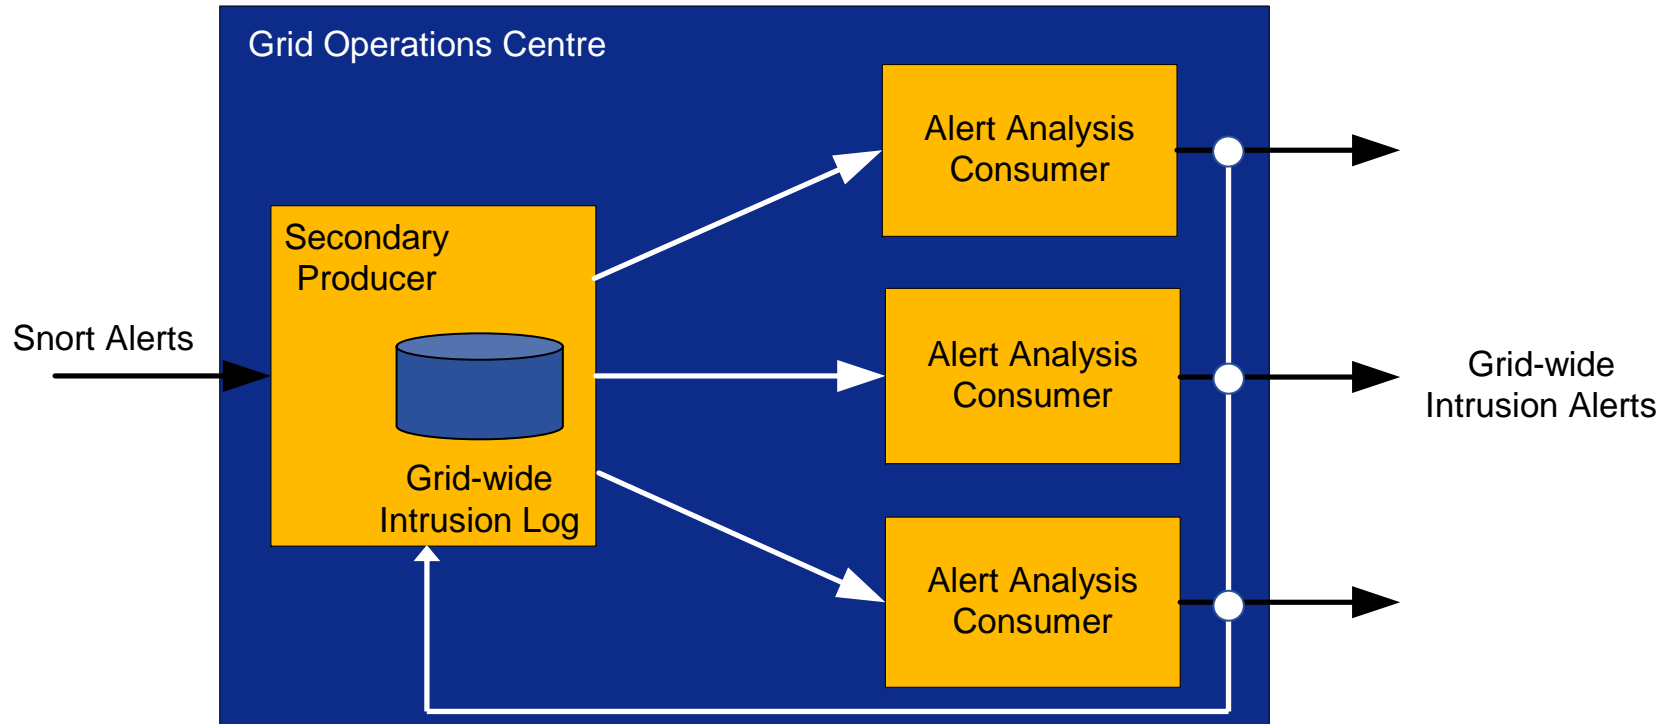 Grid Operations Centre
Alert Analysis
Consumer
Secondary
Producer
Snort Alerts
Alert Analysis
Consumer
Grid-wide
Intrusion Alerts
Grid-wide
Intrusion Log
Alert Analysis
Consumer